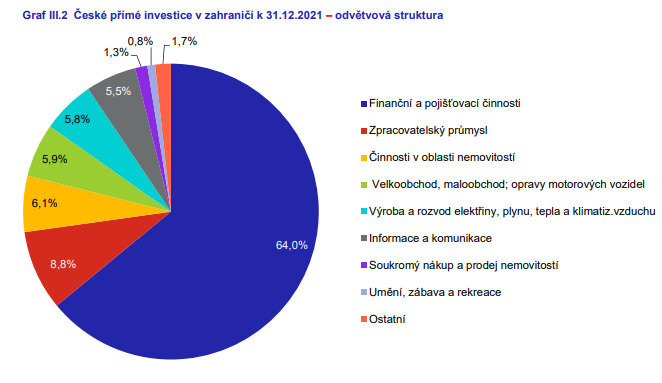 Graf III.2 České přímé investice v zahraničí k 31.12.2021 – odvětvová struktura
0,8%
1,7%
1,3%
5,5%
5,8%
5,9%
6,1%
8,8%
64,0%
Finanční a pojišťovací činnosti
Zpracovatelský průmysl
Činnosti v oblasti nemovitostí
Velkoobchod, maloobchod; opravy motorových vozidel
Výroba a rozvod elektřiny, plynu, tepla a klimatiz.vzduchu
Informace a komunikace
Soukromý nákup a prodej nemovitostí
Umění, zábava a rekreace
Ostatní